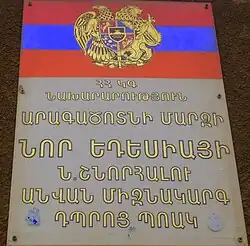 ՀՀ ԿԳ
ՆԱԽԱՐԱՐՈՒԹՅՈՒՆ
ԱՐԱԳԱԾՈՏՆԻ ՄԱՐԶԻ
ՆՈՐ ԵԴԵՍԻԱՅԻ
Ն.ՇՆՈՐՀԱԼՈՒ
ԱՆՎԱՆ ՄԻՋՆԱԿԱՐԳ
ԴՊՐՈՑ ՊՈԱԿ